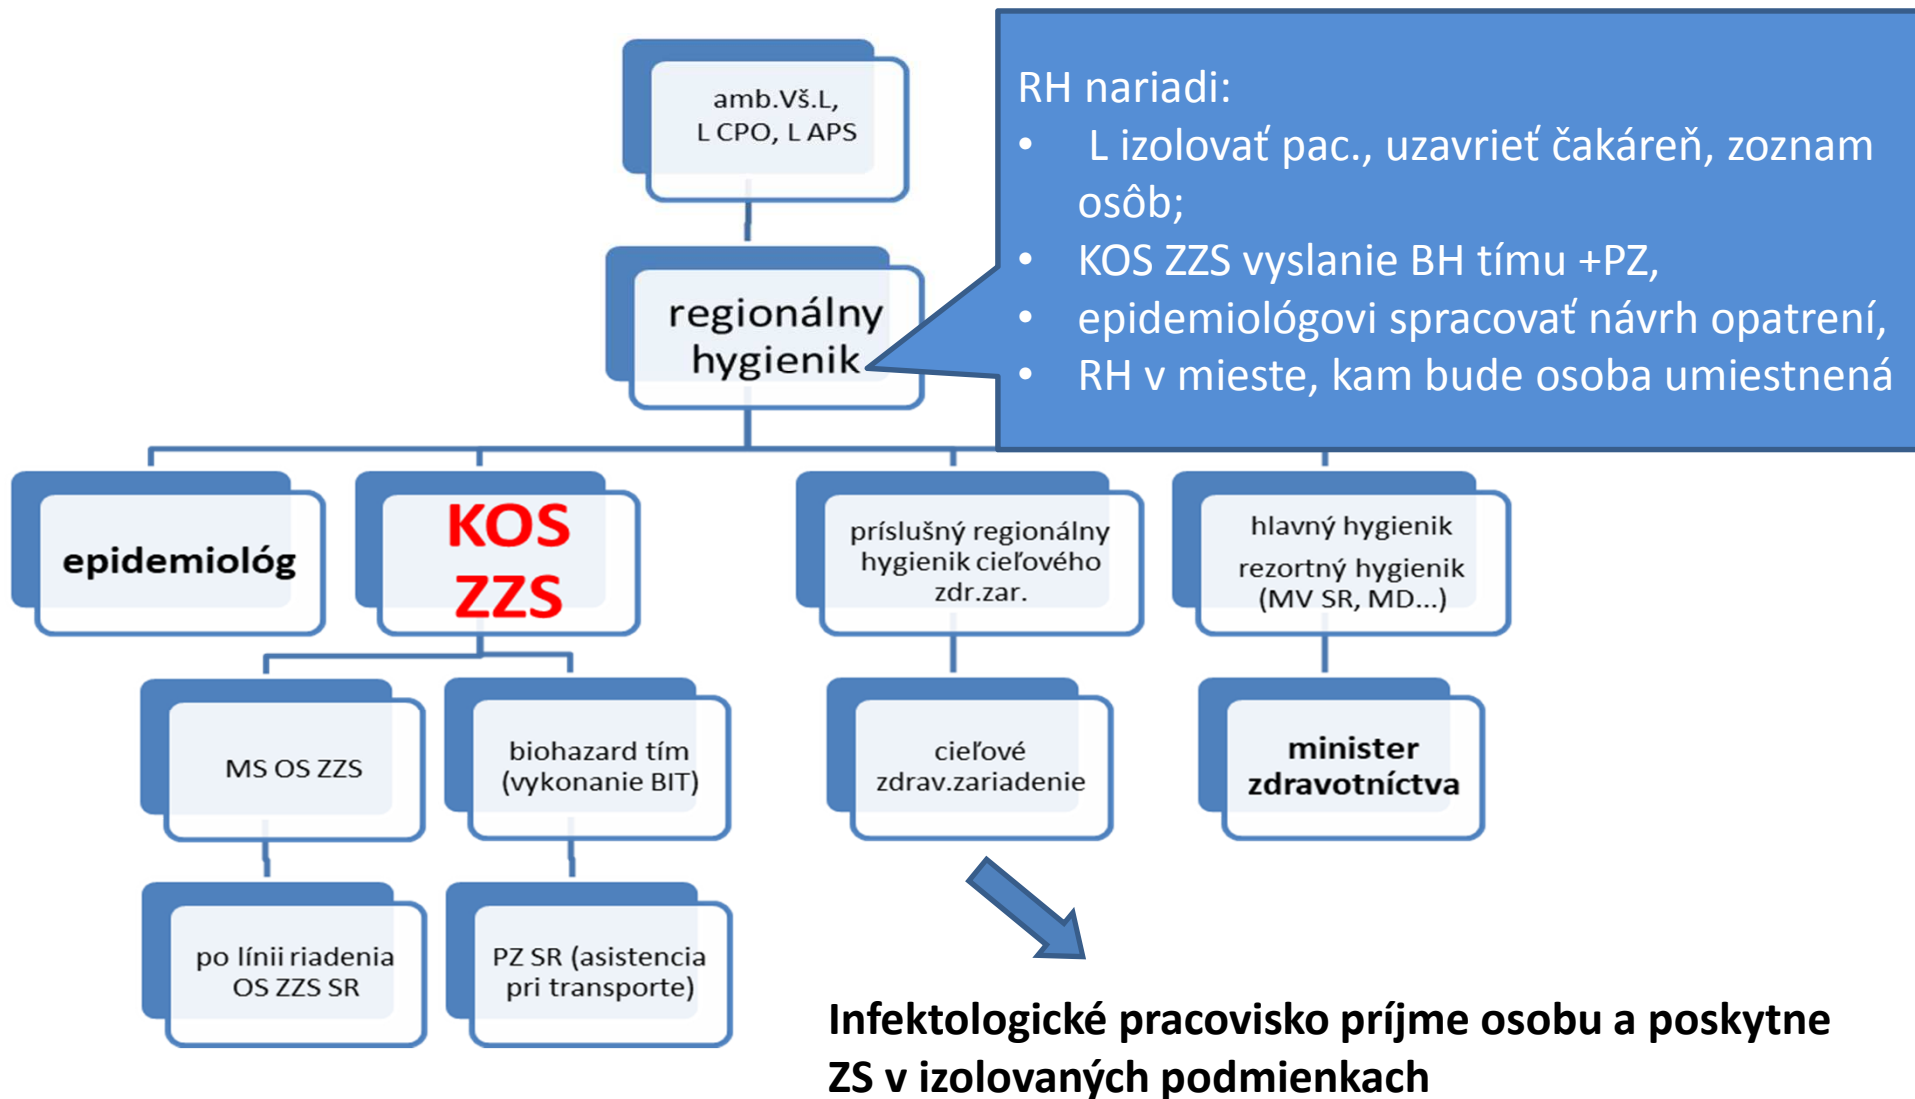 amb.Vš.L,
L CPO, L APS
RH nariadi:
• L izolovať pac., uzavrieť čakáreň, zoznam
osôb;
• KOS ZZS vyslanie BH tímu +PZ,
• epidemiológovi spracovať návrh opatrení,
• RH v mieste, kam bude osoba umiestnená
regionálny
hygienik
epidemiológ
KOS
ZZS
príslušný regionálny
hygienik cieľového
zdr.zar.
hlavný hygienik
rezortný hygienik
(MV SR, MD...)
MS OS ZZS
biohazard tím
(vykonanie BIT)
cieľové
zdrav.zariadenie
minister
zdravotníctva
po línii riadenia
OS ZZS SR
PZ SR (asistencia
pri transporte)
Infektologické pracovisko príjme osobu a poskytne
ZS v izolovaných podmienkach